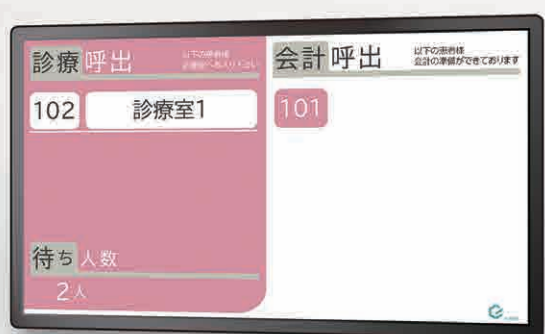 診療呼出
以下の患者様
診療室へお入りください
102 診療室1
待ち人数
2人
会計呼出
以下の患者様
会計の準備ができております
101